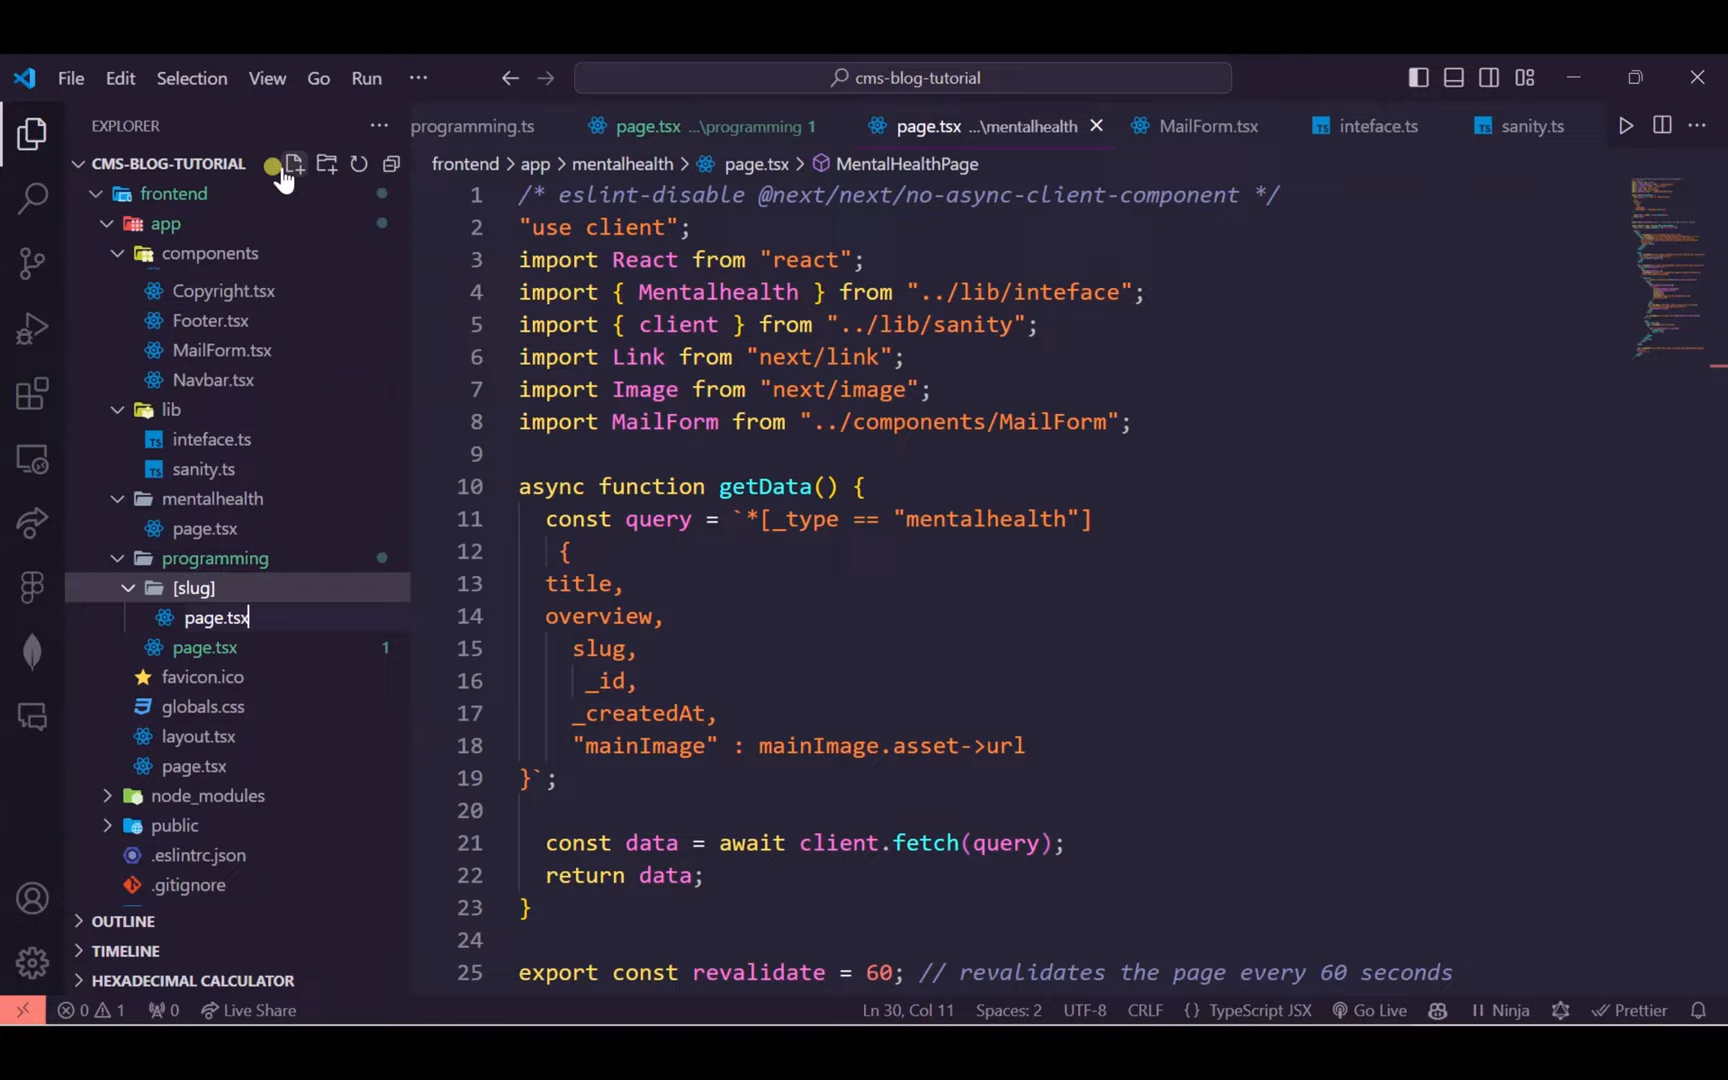 File Edit Selection View Go Run ··· cms-blog-tutorial
EXPLORER ···
CMS-BLOG-TUTORIAL
frontend
app
components
Copyright.tsx
Footer.tsx
MailForm.tsx
Navbar.tsx
lib
inteface.ts
sanity.ts
mentalhealth
page.tsx
programming
[slug]
page.tsx
page.tsx 1
favicon.ico
globals.css
layout.tsx
page.tsx
node_modules
public
.eslintrc.json
.gitignore
OUTLINE
TIMELINE
HEXADECIMAL CALCULATOR
programming.ts page.tsx ...\programming 1 page.tsx ...\mentalhealth MailForm.tsx TS inteface.ts TS sanity.ts ···
frontend > app > mentalhealth > page.tsx > MentalHealthPage
1 /* eslint-disable @next/next/no-async-client-component */
2 "use client";
3 import React from "react";
4 import { Mentalhealth } from "../lib/inteface";
5 import { client } from "../lib/sanity";
6 import Link from "next/link";
7 import Image from "next/image";
8 import MailForm from "../components/MailForm";
9
10 async function getData() {
11 const query = `*[_type == "mentalhealth"]
12 {
13 title,
14 overview,
15 slug,
16 _id,
17 _createdAt,
18 "mainImage" : mainImage.asset->url
19 }`;
20
21 const data = await client.fetch(query);
22 return data;
23 }
24
25 export const revalidate = 60; // revalidates the page every 60 seconds
0 1 0 Live Share Ln 30, Col 11 Spaces: 2 UTF-8 CRLF {} TypeScript JSX Go Live Ninja Prettier